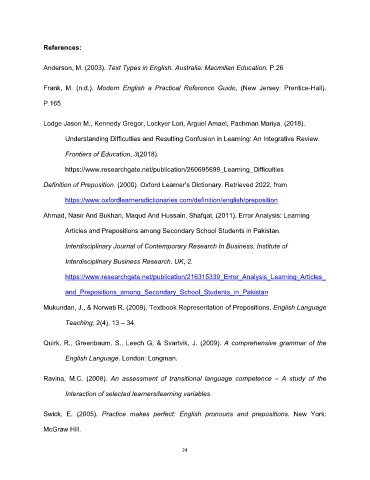 References:
Anderson, M. (2003). Text Types in English. Australia: Macmillan Education. P.26
Frank, M. (n.d.). Modern English a Practical Reference Guide, (New Jersey: Prentice-Hall).
P.165
Lodge Jason M., Kennedy Gregor, Lockyer Lori, Arguel Amael, Pachman Mariya. (2018).
Understanding Difficulties and Resulting Confusion in Learning: An Integrative Review.
Frontiers of Education, 3(2018).
https://www.researchgate.net/publication/260695699_Learning_Difficulties
Definition of Preposition. (2000). Oxford Learner's Dictionary. Retrieved 2022, from
https://www.oxfordlearnersdictionaries.com/definition/english/preposition
Ahmad, Nasir And Bukhari, Maqud And Hussain, Shafqat. (2011). Error Analysis: Learning
Articles and Prepositions among Secondary School Students in Pakistan.
Interdisciplinary Journal of Contemporary Research In Business, Institute of
Interdisciplinary Business Research. UK, 2.
https://www.researchgate.net/publication/216315339_Error_Analysis_Learning_Articles_
and_Prepositions_among_Secondary_School_Students_in_Pakistan
Mukundan, J., & Norwati R. (2009). Textbook Representation of Prepositions. English Language
Teaching, 2(4), 13 – 34.
Quirk, R., Greenbaum, S., Leech G, & Svartvik, J. (2009). A comprehensive grammar of the
English Language. London: Longman.
Ravina, M.C. (2008). An assessment of transitional language competence – A study of the
Interaction of selected learners/learning variables.
Swick, E. (2005). Practice makes perfect: English pronouns and prepositions. New York:
McGraw Hill.
24